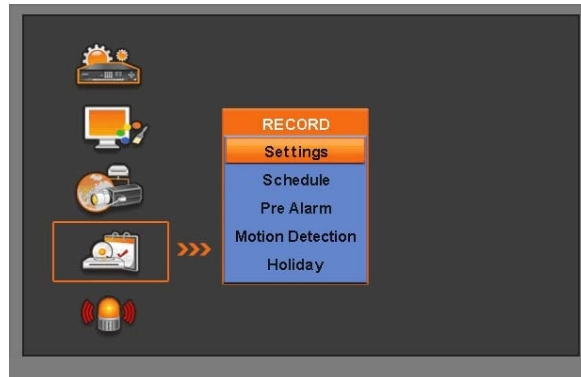 RECORD
Settings
Schedule
Pre Alarm
Motion Detection
Holiday